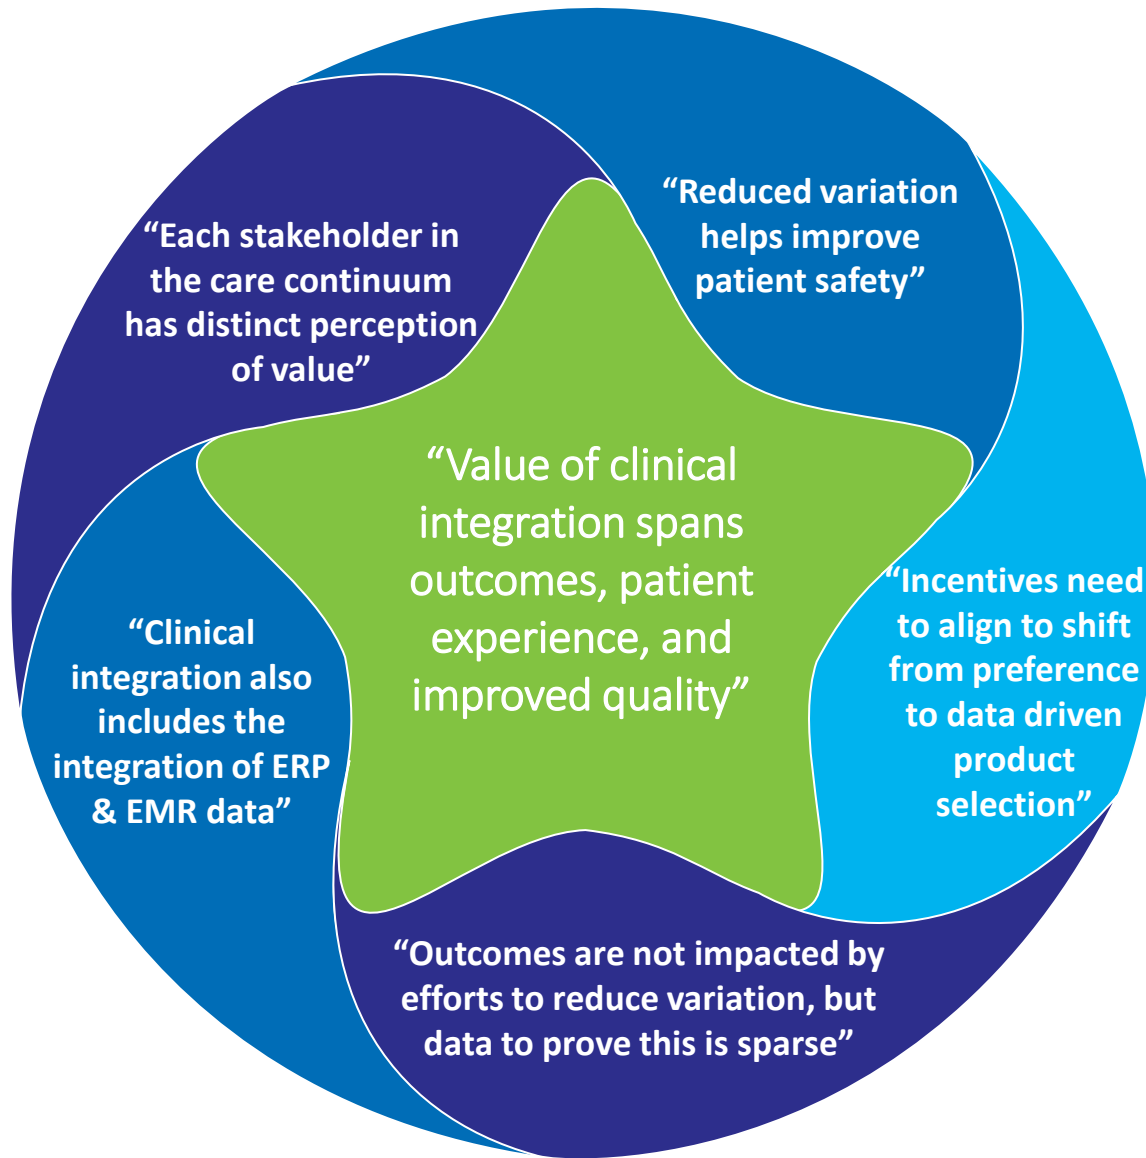 “Each stakeholder in
the care continuum
has distinct perception
of value”
“Reduced variation
helps improve
patient safety”
“Value of clinical
integration spans
outcomes, patient
experience, and
improved quality”
“Incentives need
to align to shift
from preference
to data driven
product
selection”
“Clinical
integration also
includes the
integration of ERP
& EMR data”
“Outcomes are not impacted by
efforts to reduce variation, but
data to prove this is sparse”